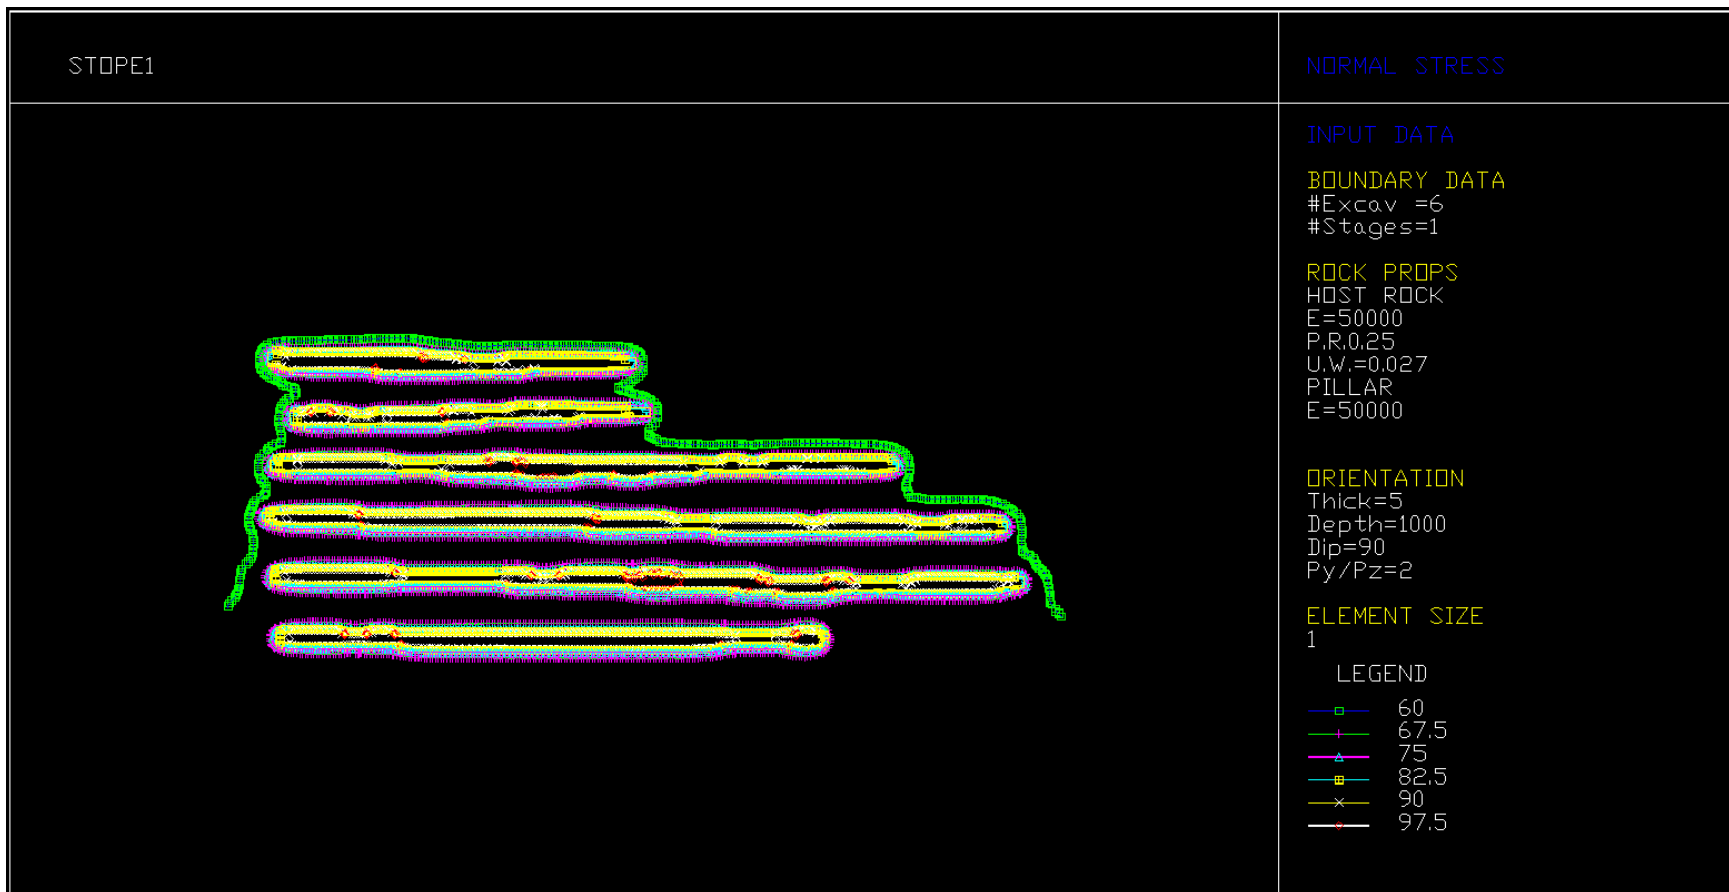 STOPE1
NORMAL STRESS
INPUT DATA
BOUNDARY DATA
#Excav =6
#Stages=1
ROCK PROPS
HOST ROCK
E=50000
P.R.0.25
U.W.=0.027
PILLAR
E=50000
ORIENTATION
Thick=5
Depth=1000
Dip=90
Py/Pz=2
ELEMENT SIZE
1
LEGEND
60
67.5
75
82.5
90
97.5